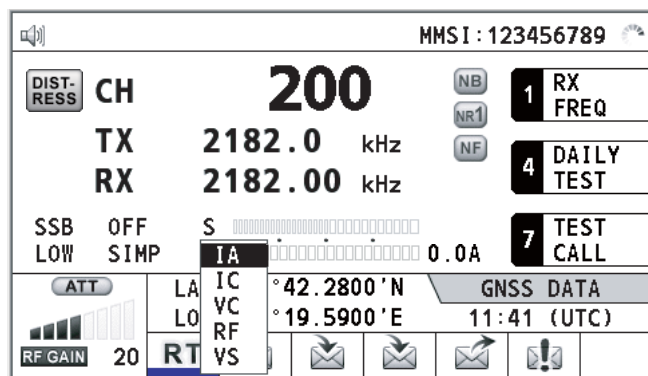 MMSI:123456789
DIST-RESS CH 200 NB 1 RX FREQ
NR1
TX 2182.0 kHz NF 4 DAILY TEST
RX 2182.00 kHz
SSB OFF S 7 TEST CALL
LOW SIMP IA 0.0A
ATT LA IC °42.2800'N GNSS DATA
VC
LO °19.5900'E 11:41 (UTC)
RF
RF GAIN 20 RT VS